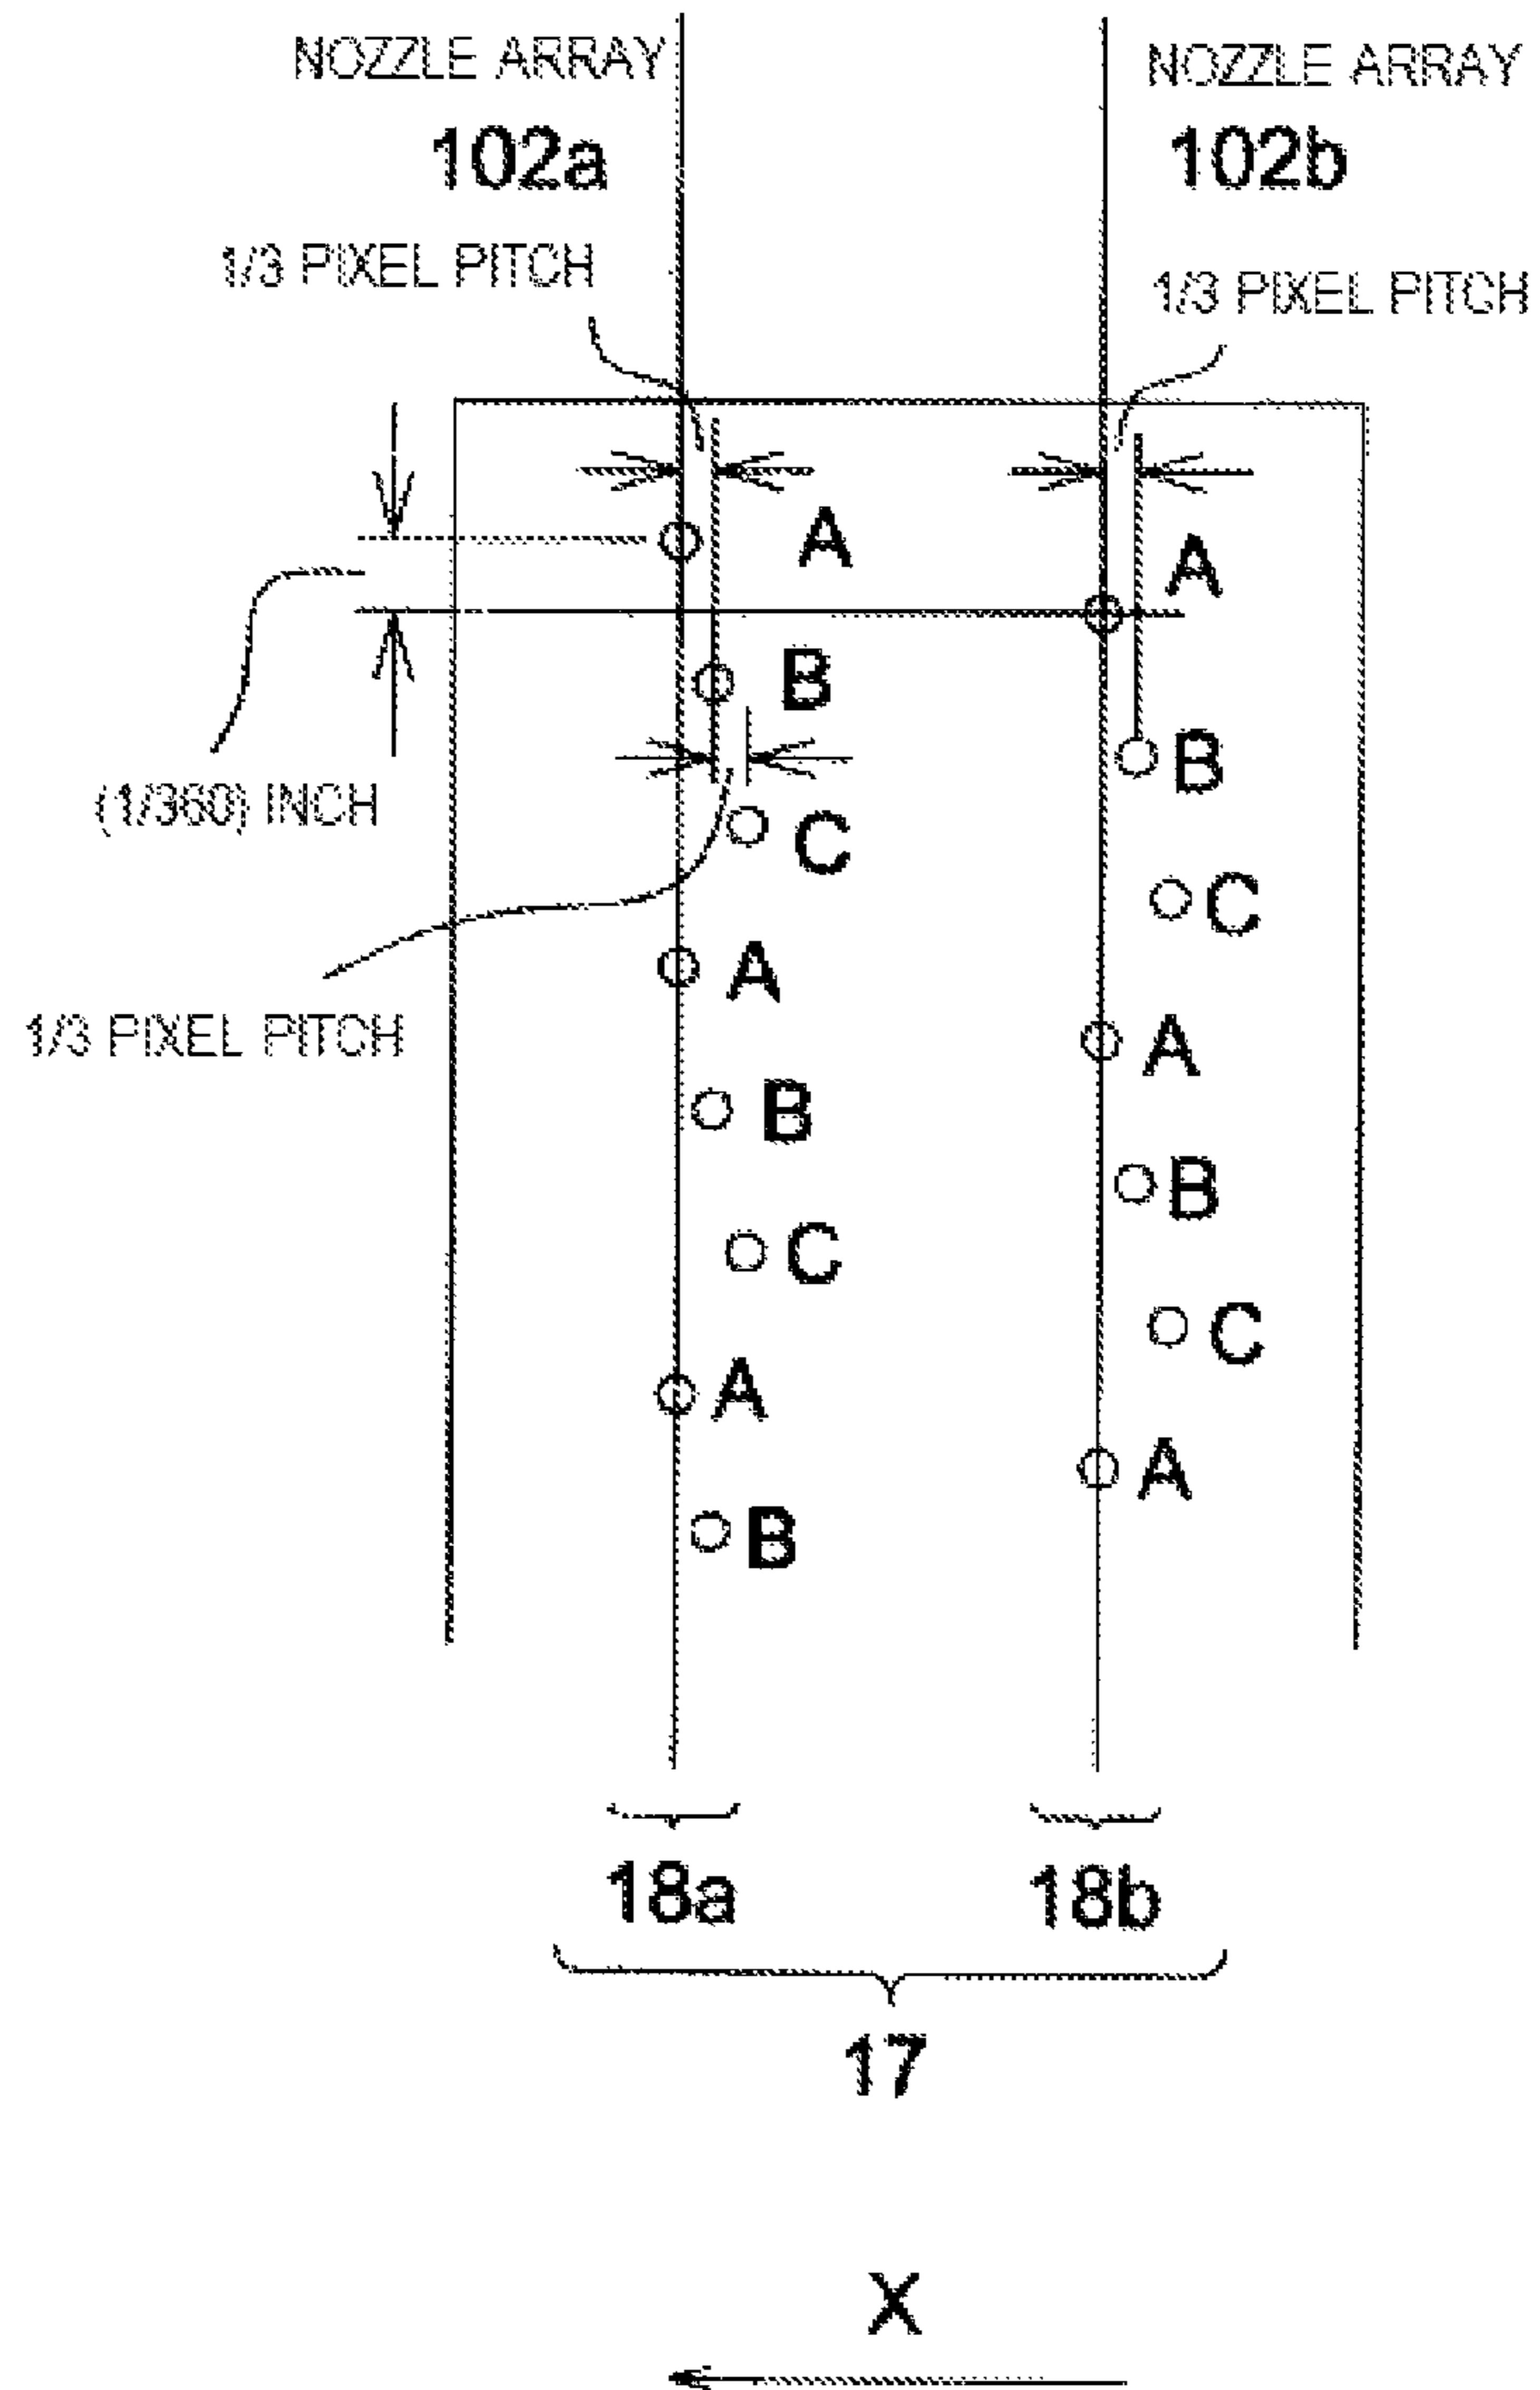 NOZZLE ARRAY
102a
NOZZLE ARRAY
102b
1/3 PIXEL PITCH
1/3 PIXEL PITCH
A
A
B
B
(1/360) INCH
C
C
A
1/3 PIXEL PITCH
A
B
B
C
C
A
A
B
18a
18b
17
X